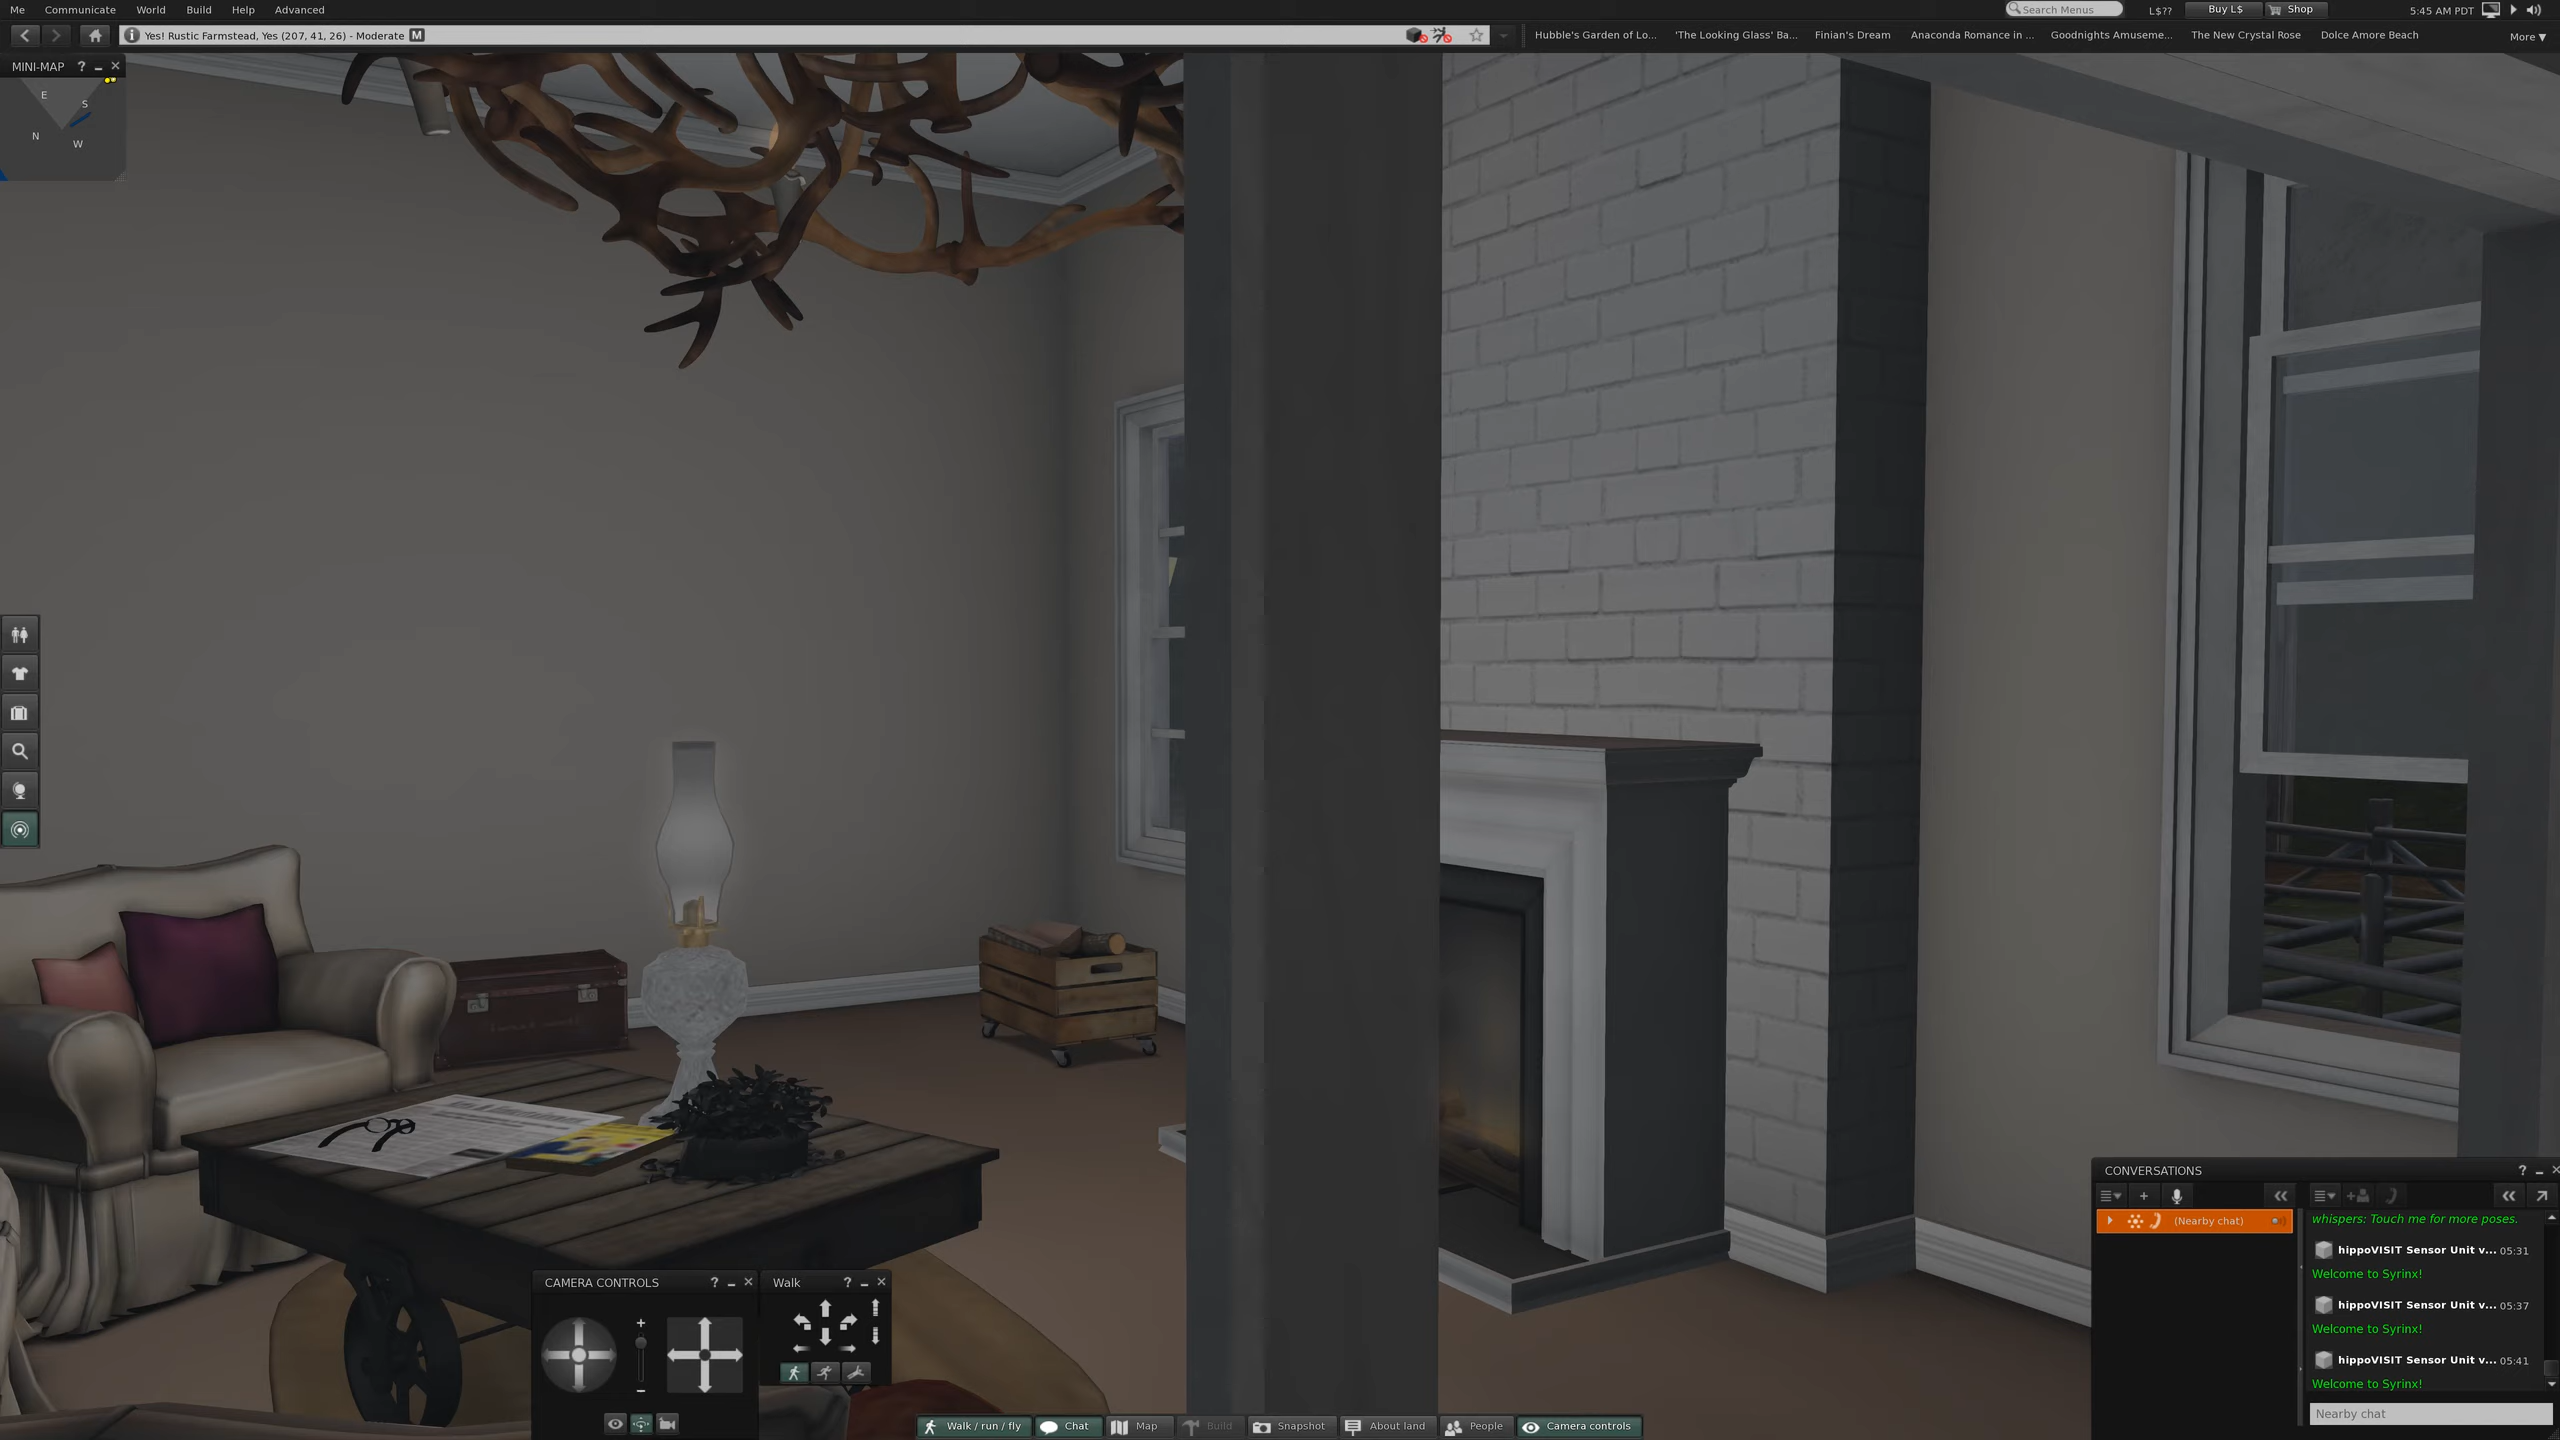 Me Communicate World Build Help Advanced
Search Menus L$?? Buy L$ Shop 5:45 AM PDT
Yes! Rustic Farmstead, Yes (207, 41, 26) - Moderate M
Hubble's Garden of Lo... 'The Looking Glass' Ba... Finian's Dream Anaconda Romance in ... Goodnights Amuseme... The New Crystal Rose Dolce Amore Beach More
MINI-MAP ?
E
S
N
W
CONVERSATIONS ?
(Nearby chat)
whispers: Touch me for more poses.
hippoVISIT Sensor Unit v... 05:31
Welcome to Syrinx!
hippoVISIT Sensor Unit v... 05:37
Welcome to Syrinx!
hippoVISIT Sensor Unit v... 05:41
Welcome to Syrinx!
Nearby chat
CAMERA CONTROLS ?
Walk ?
Walk / run / fly Chat Map Build Snapshot About land People Camera controls